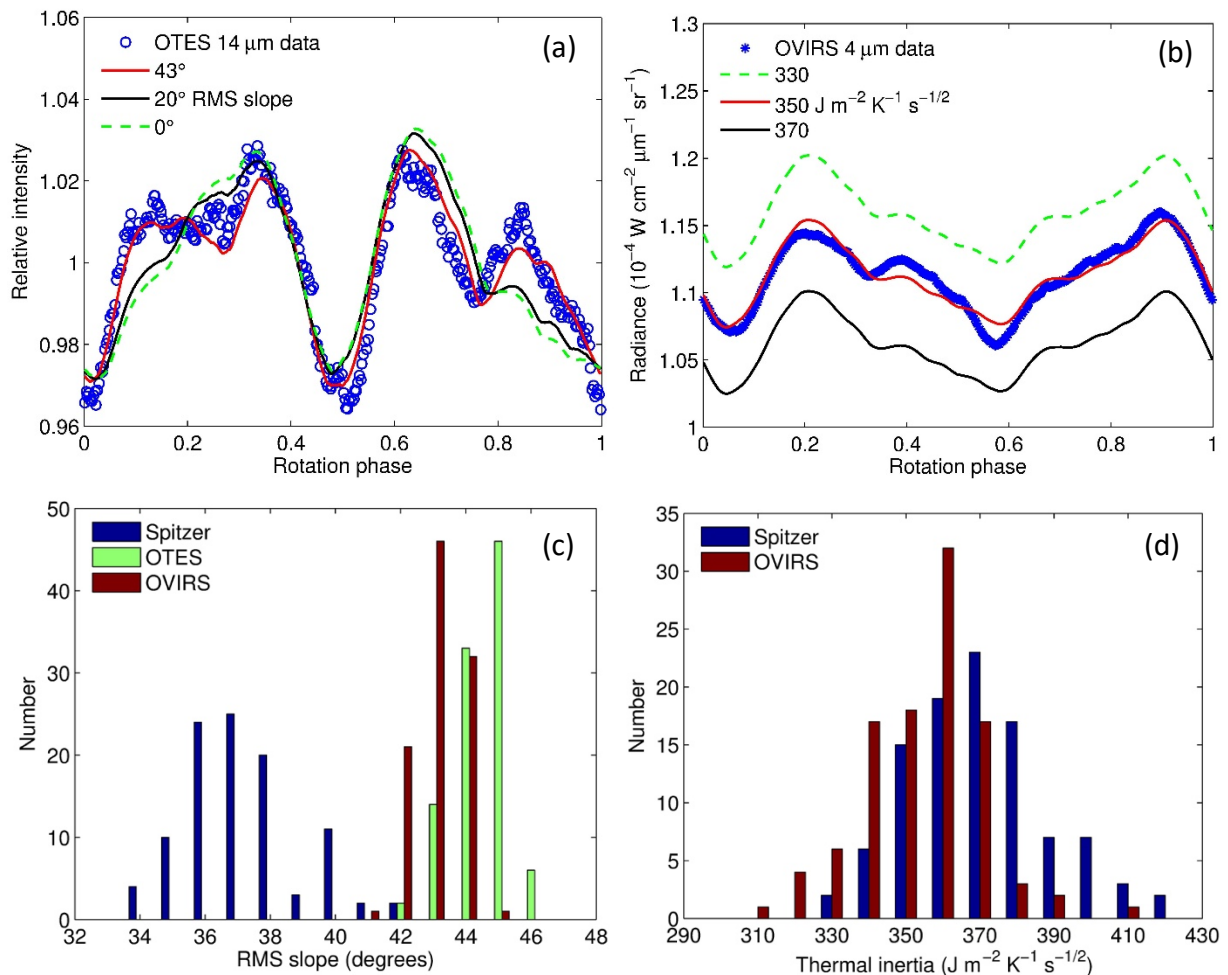 (a)
OTES 14 μm data
43°
20° RMS slope
0°
1.06
1.04
1.02
1
0.98
0.96
Relative intensity
0 0.2 0.4 0.6 0.8 1
Rotation phase
(b)
OVIRS 4 μm data
330
350 J m⁻² K⁻¹ s⁻¹/²
370
1.3
1.25
1.2
1.15
1.1
1.05
1
Radiance (10⁻⁴ W cm⁻² μm⁻¹ sr⁻¹)
0 0.2 0.4 0.6 0.8 1
Rotation phase
(c)
Spitzer
OTES
OVIRS
50
40
30
20
10
0
Number
32 34 36 38 40 42 44 46 48
RMS slope (degrees)
(d)
Spitzer
OVIRS
35
30
25
20
15
10
5
0
Number
290 310 330 350 370 390 410 430
Thermal inertia (J m⁻² K⁻¹ s⁻¹/²)